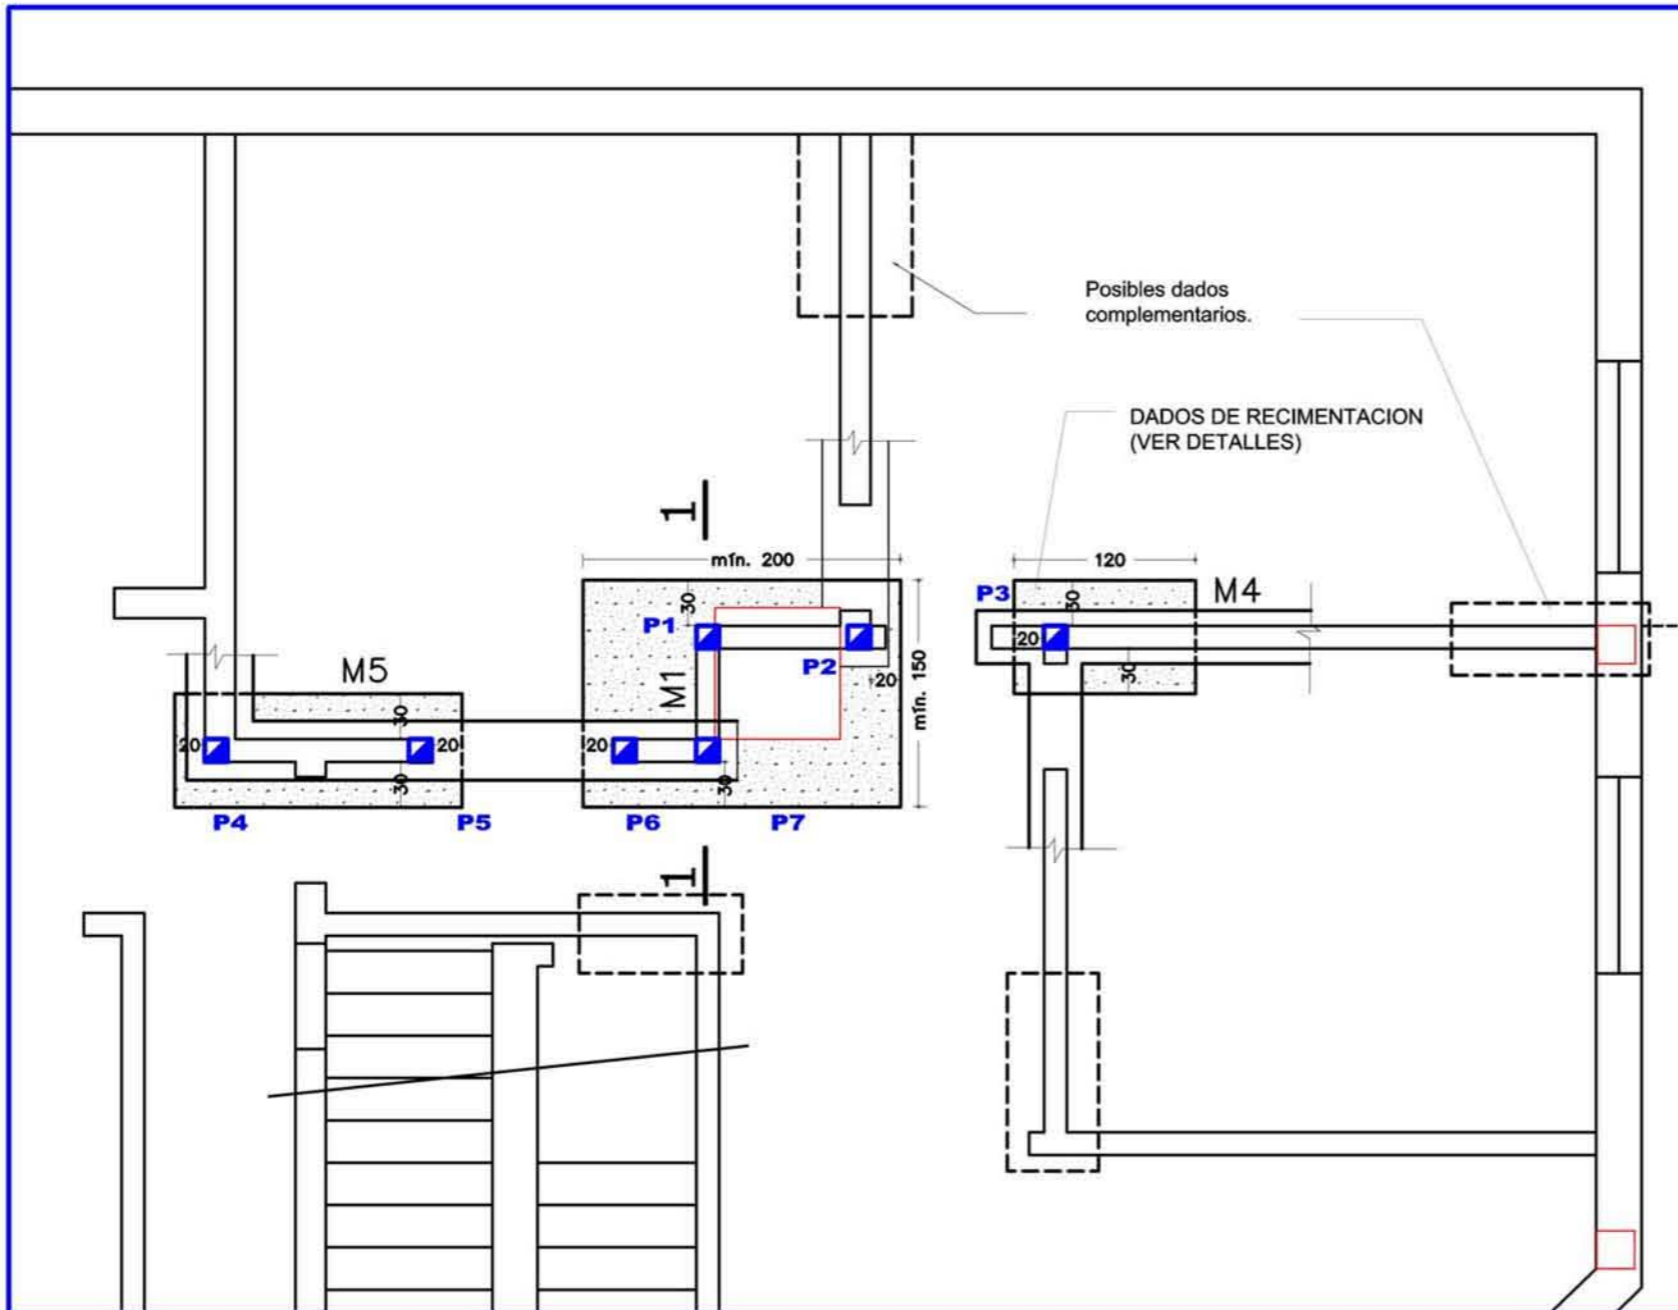 Posibles dados
complementarios.
DADOS DE RECIMENTACION
(VER DETALLES)
1
mín. 200
120
P3
M4
30
30
P1
20
P2
M1
20
mín. 150
30
M5
30
20
20
20
30
30
P4
P5
P6
P7
1